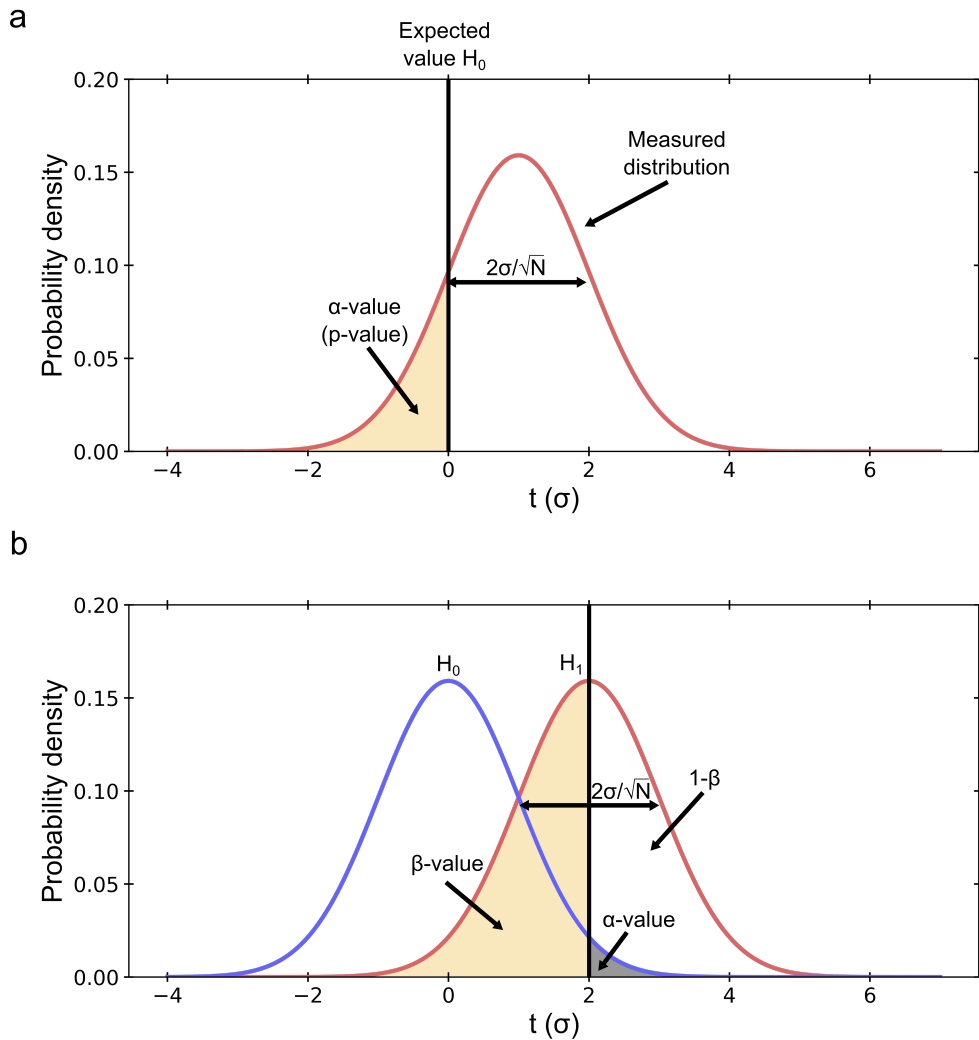 a
Expected
value H₀
0.20
0.15
0.10
0.05
0.00
Probability density
Measured
distribution
2σ/√N
α-value
(p-value)
−4
−2
0
2
4
6
t (σ)
b
0.20
0.15
0.10
0.05
0.00
Probability density
H₀
H₁
2σ/√N
1-β
β-value
α-value
−4
−2
0
2
4
6
t (σ)